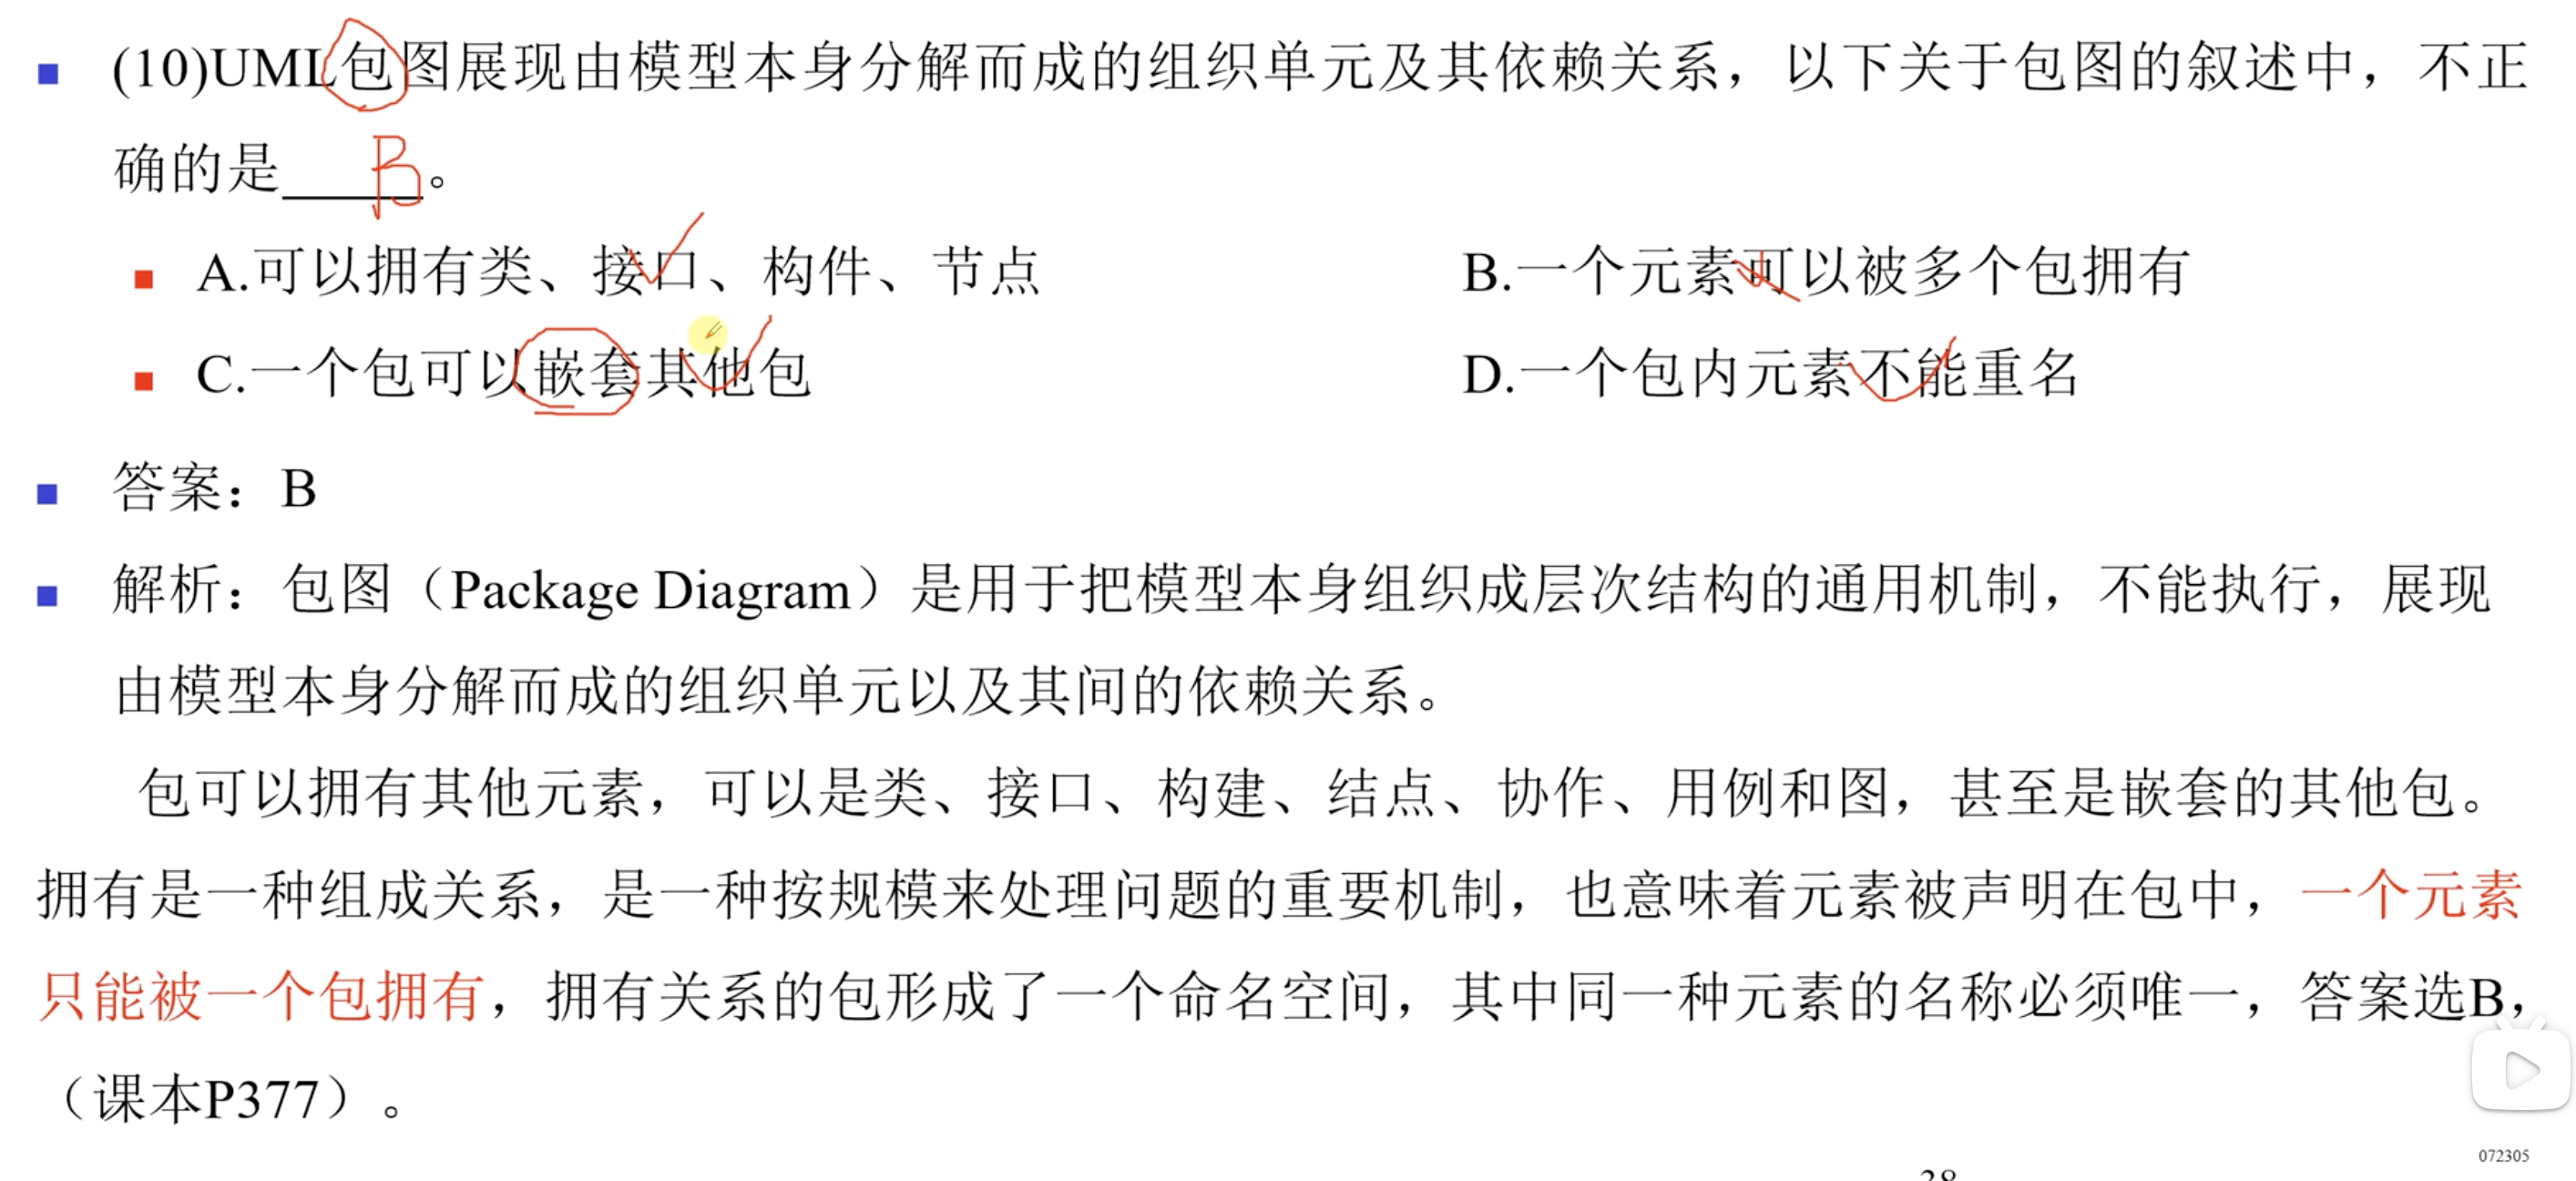 (10)UML包图展现由模型本身分解而成的组织单元及其依赖关系，以下关于包图的叙述中，不正
确的是 B 。
A.可以拥有类、接口、构件、节点
B.一个元素可以被多个包拥有
C.一个包可以嵌套其他包
D.一个包内元素不能重名
答案：B
解析：包图（Package Diagram）是用于把模型本身组织成层次结构的通用机制，不能执行，展现
由模型本身分解而成的组织单元以及其间的依赖关系。
包可以拥有其他元素，可以是类、接口、构建、结点、协作、用例和图，甚至是嵌套的其他包。
拥有是一种组成关系，是一种按规模来处理问题的重要机制，也意味着元素被声明在包中，一个元素
只能被一个包拥有，拥有关系的包形成了一个命名空间，其中同一种元素的名称必须唯一，答案选B，
（课本P377）。
072305